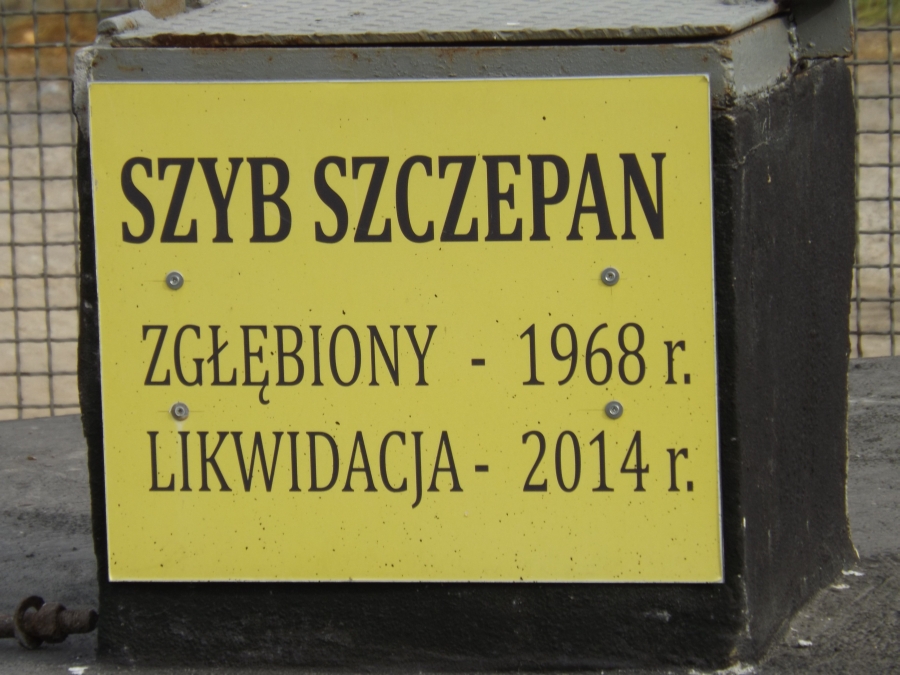 SZYB SZCZEPAN
ZGŁĘBIONY - 1968 r.
LIKWIDACJA - 2014 r.